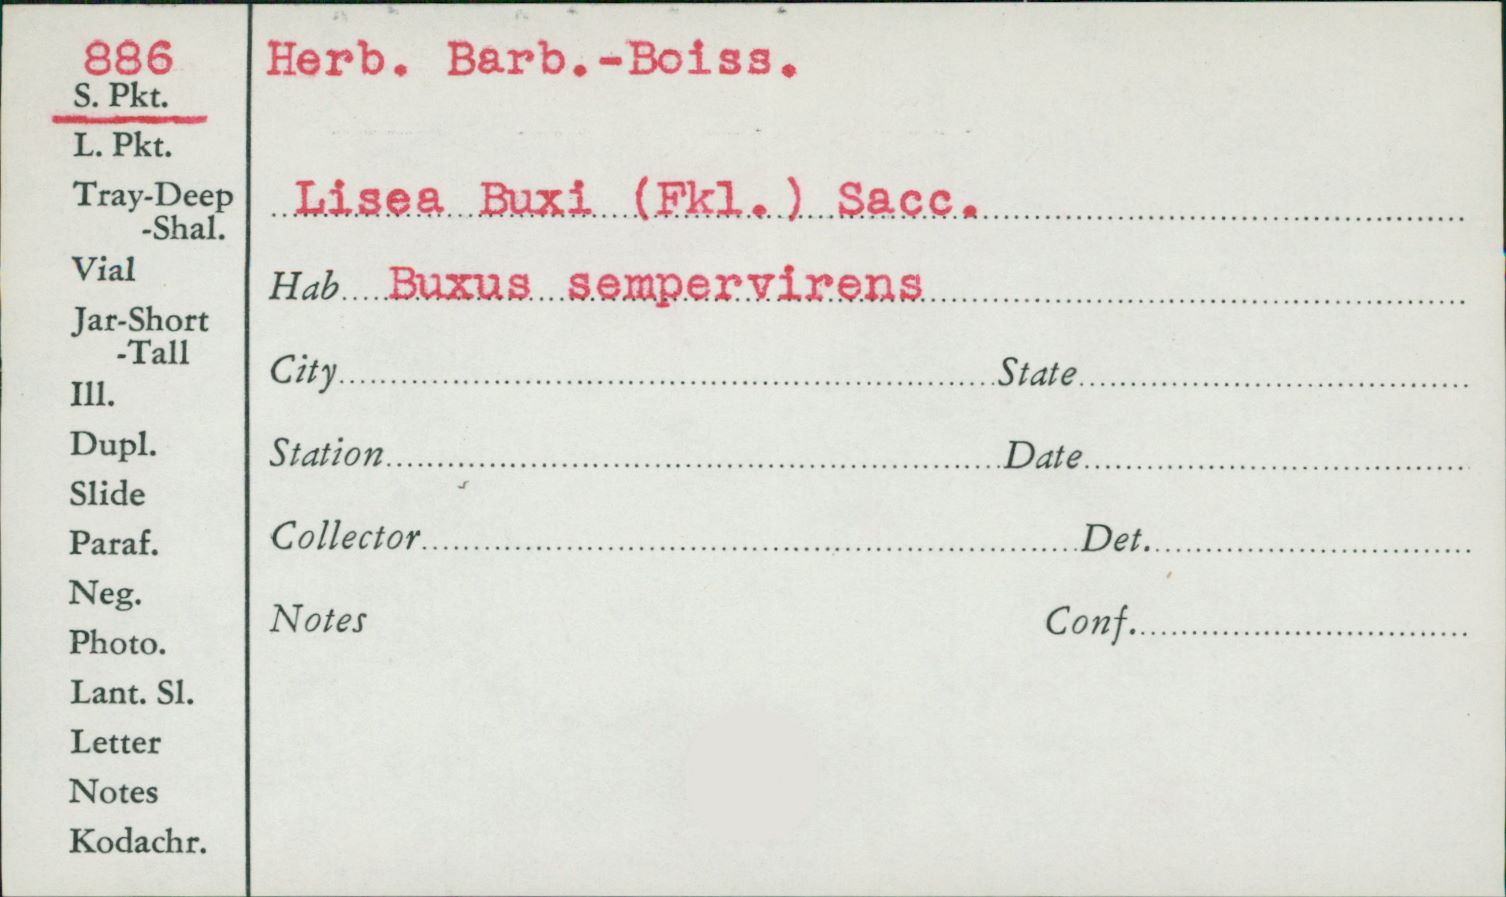 886
S. Pkt.
L. Pkt.
Tray-Deep
-Shal.
Vial
Jar-Short
-Tall
Ill.
Dupl.
Slide
Paraf.
Neg.
Photo.
Lant. Sl.
Letter
Notes
Kodachr.
Herb. Barb.-Boiss.
Lisea Buxi (Fkl.) Sacc.
Hab. Buxus sempervirens
City State
Station Date
Collector Det.
Notes Conf.